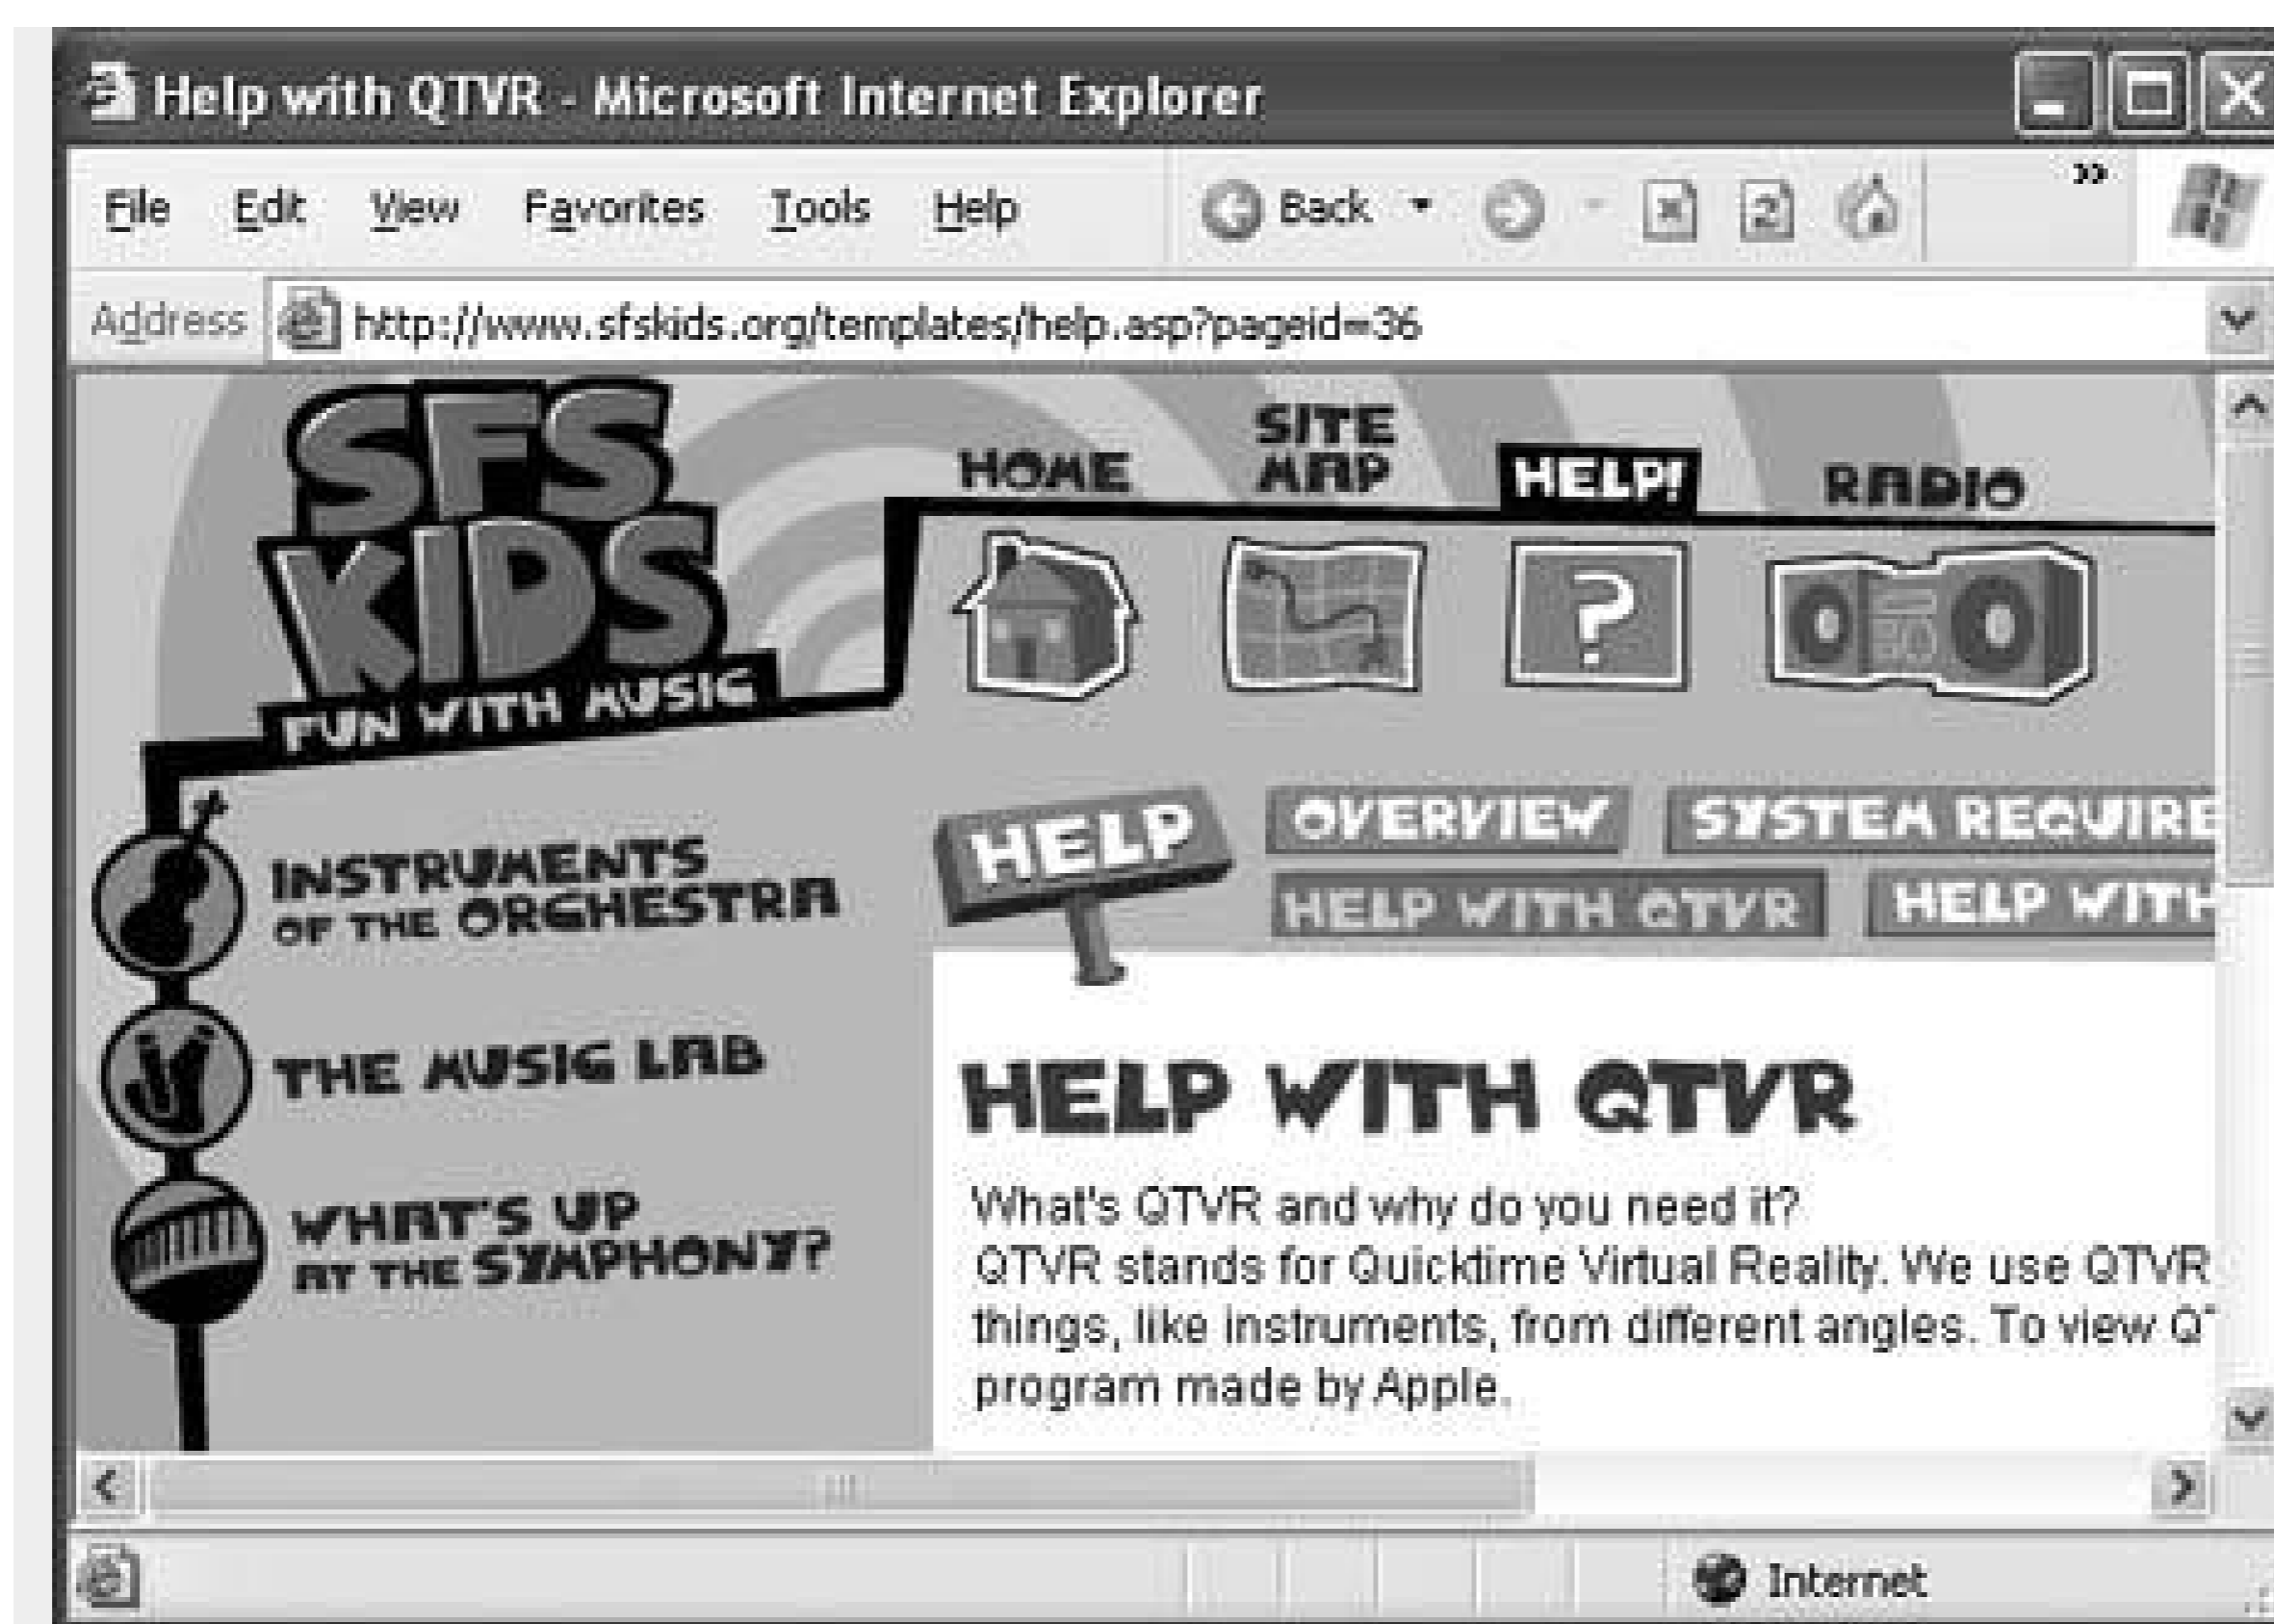 Help with QTVR - Microsoft Internet Explorer
File Edit View Favorites Tools Help Back »
Address http://www.sfskids.org/templates/help.asp?pageid=36
SFS
KIDS
FUN WITH MUSIC
HOME SITE MAP HELP! RADIO
?
INSTRUMENTS
OF THE ORCHESTRA
THE MUSIC LAB
WHAT'S UP
AT THE SYMPHONY?
HELP OVERVIEW SYSTEM REQUIRE
HELP WITH QTVR HELP WITH
HELP WITH QTVR
What's QTVR and why do you need it?
QTVR stands for Quicktime Virtual Reality. We use QTVR
things, like instruments, from different angles. To view QT
program made by Apple.
Internet